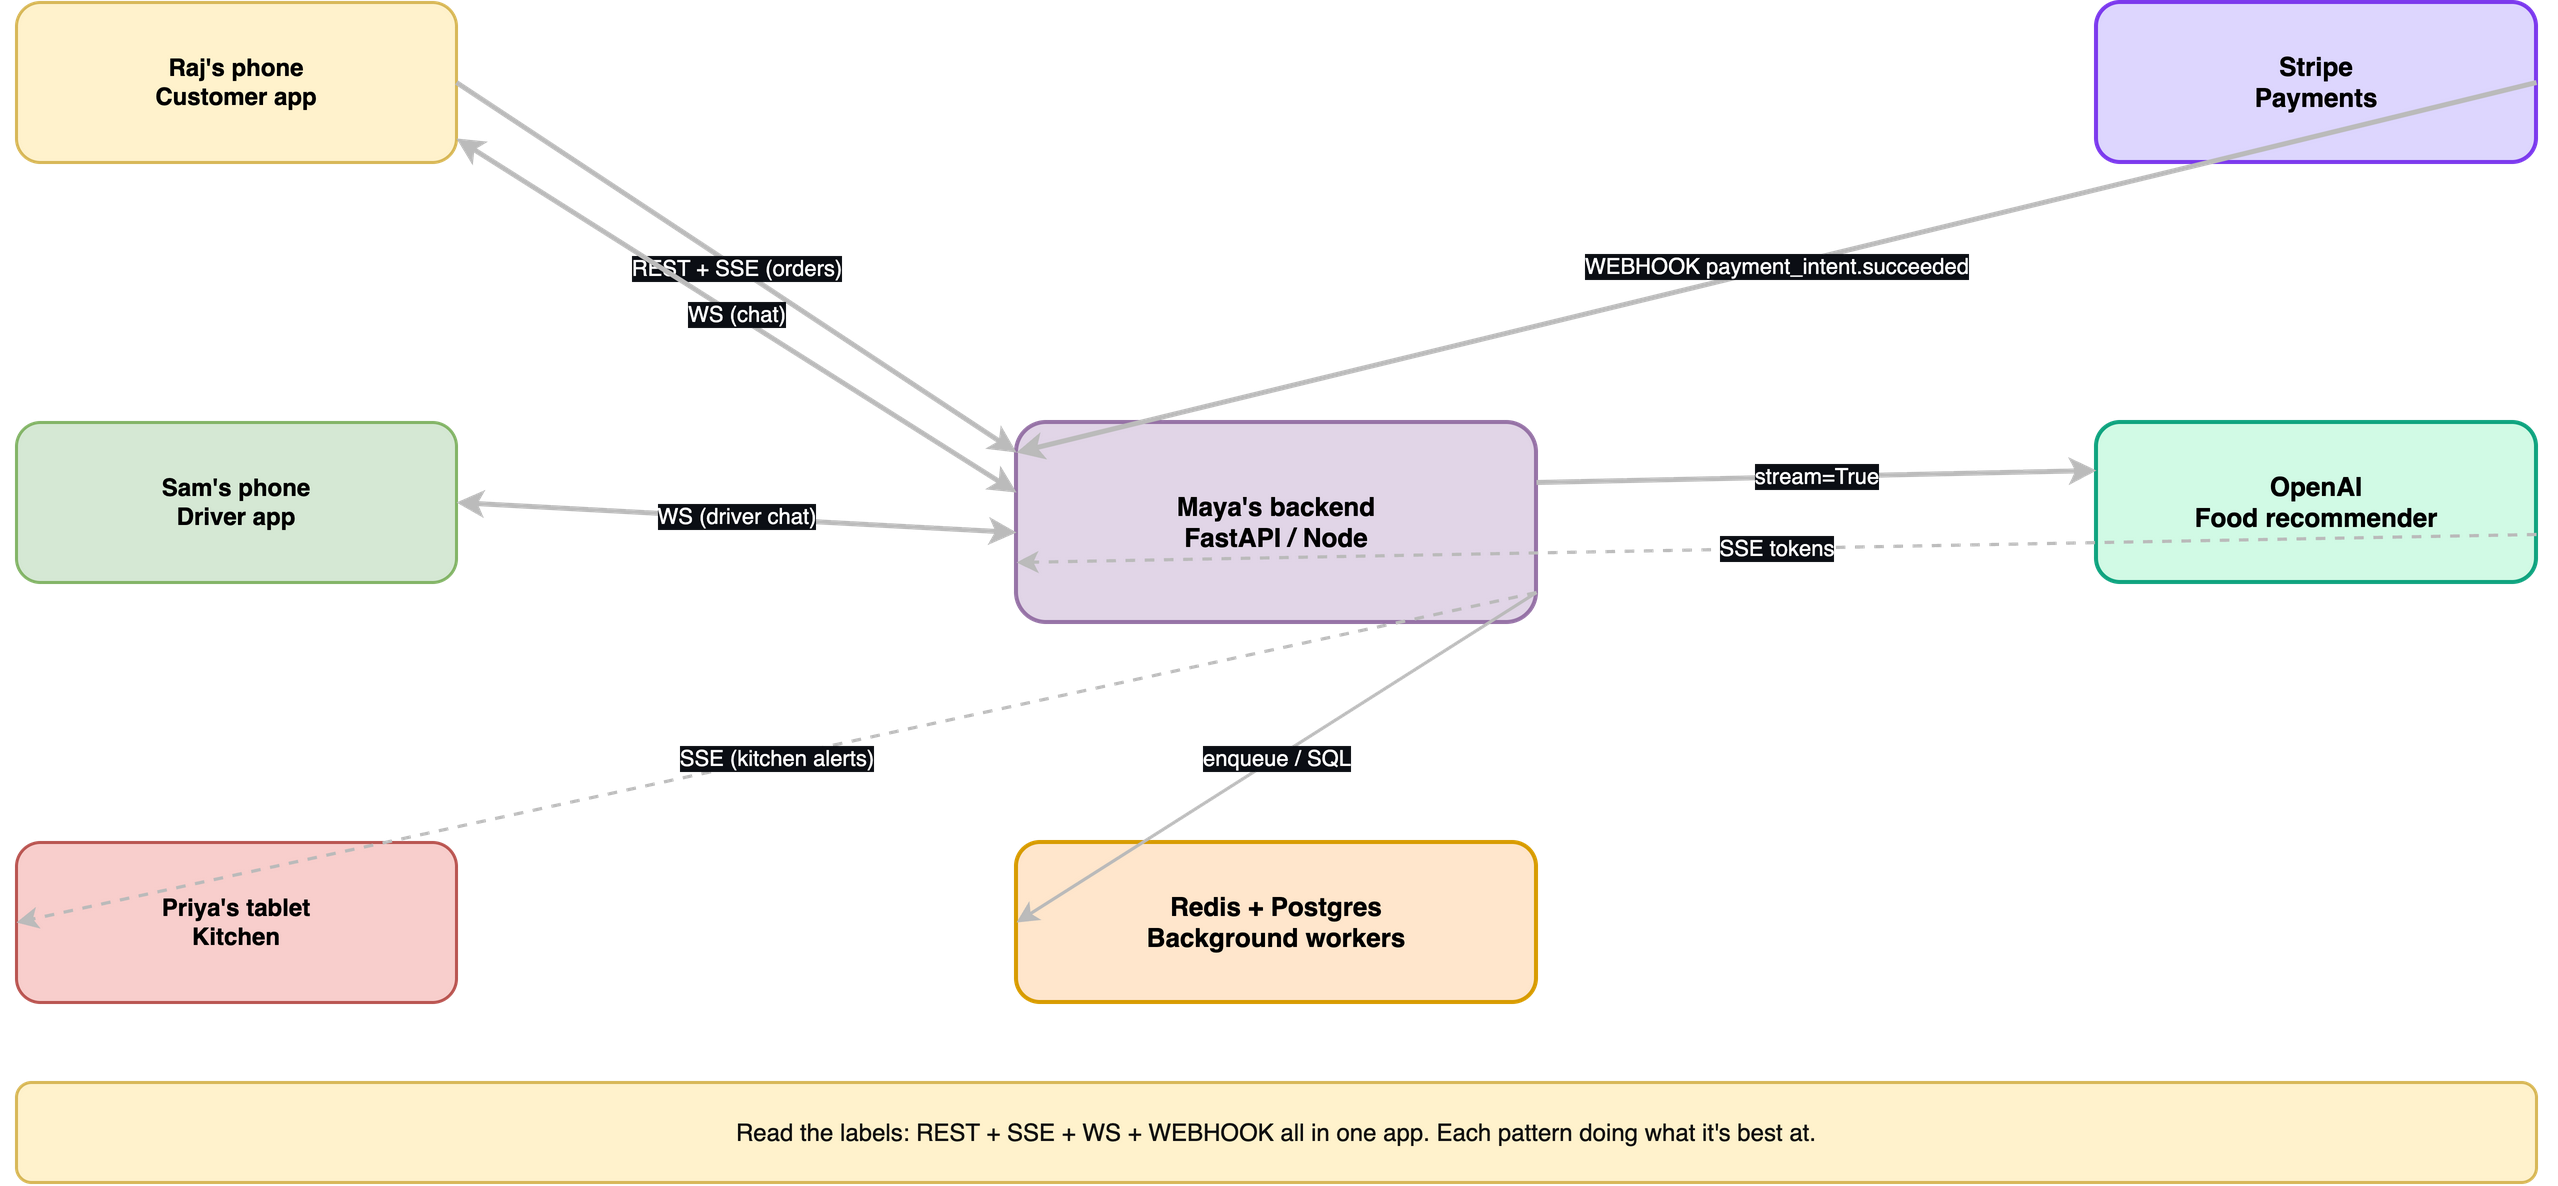 Raj's phone
Customer app
Stripe
Payments
REST + SSE (orders)
WEBHOOK payment_intent.succeeded
WS (chat)
Sam's phone
Driver app
WS (driver chat)
Maya's backend
FastAPI / Node
stream=True
SSE tokens
OpenAI
Food recommender
SSE (kitchen alerts)
enqueue / SQL
Priya's tablet
Kitchen
Redis + Postgres
Background workers
Read the labels: REST + SSE + WS + WEBHOOK all in one app. Each pattern doing what it's best at.